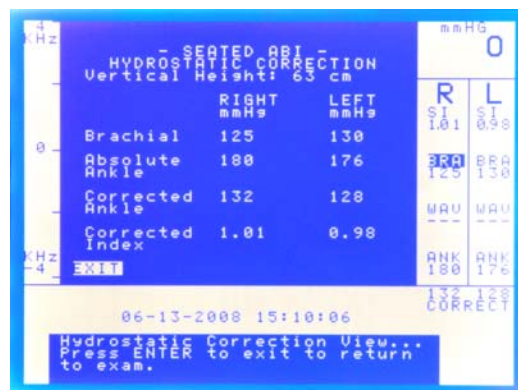 4
KHz
0
KHz
-4
- SEATED ABI -
HYDROSTATIC CORRECTION
Vertical Height: 63 cm
RIGHT LEFT
mmHg mmHg
Brachial 125 130
Absolute 180 176
Ankle
Corrected 132 128
Ankle
Corrected 1.01 0.98
Index
EXIT
mmHG
0
R L
SI SI
1.01 0.98
BRA BRA
125 130
WAV WAV
--- ---
ANK ANK
180 176
132 128
CORRECT
06-13-2008 15:10:06
Hydrostatic Correction View...
Press ENTER to exit to return
to exam.